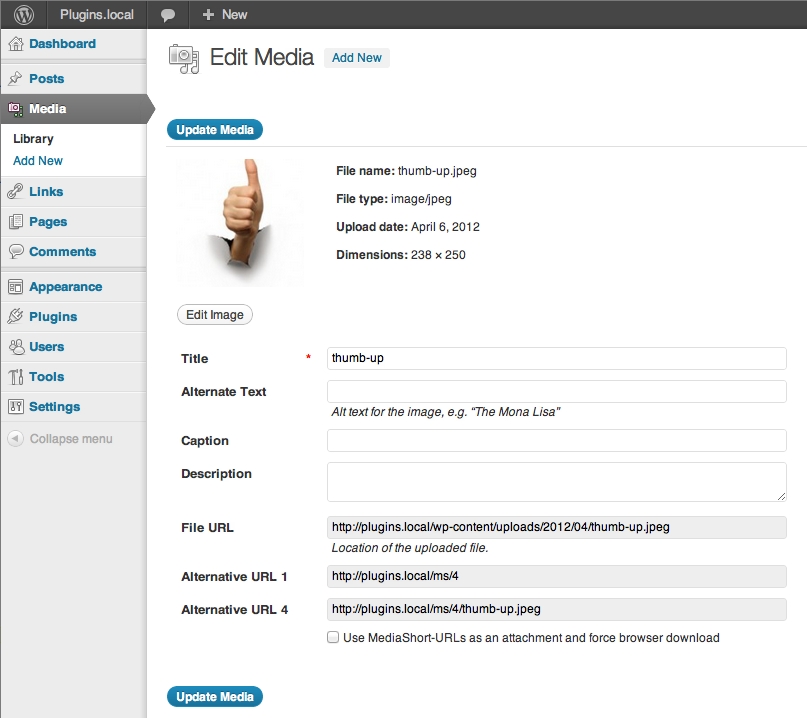 Plugins.local
+ New
Dashboard
Posts
Media
Library
Add New
Links
Pages
Comments
Appearance
Plugins
Users
Tools
Settings
Collapse menu
Edit Media Add New
Update Media
File name: thumb-up.jpeg
File type: image/jpeg
Upload date: April 6, 2012
Dimensions: 238 × 250
Edit Image
Title * thumb-up
Alternate Text
Alt text for the image, e.g. “The Mona Lisa”
Caption
Description
File URL http://plugins.local/wp-content/uploads/2012/04/thumb-up.jpeg
Location of the uploaded file.
Alternative URL 1 http://plugins.local/ms/4
Alternative URL 4 http://plugins.local/ms/4/thumb-up.jpeg
Use MediaShort-URLs as an attachment and force browser download
Update Media